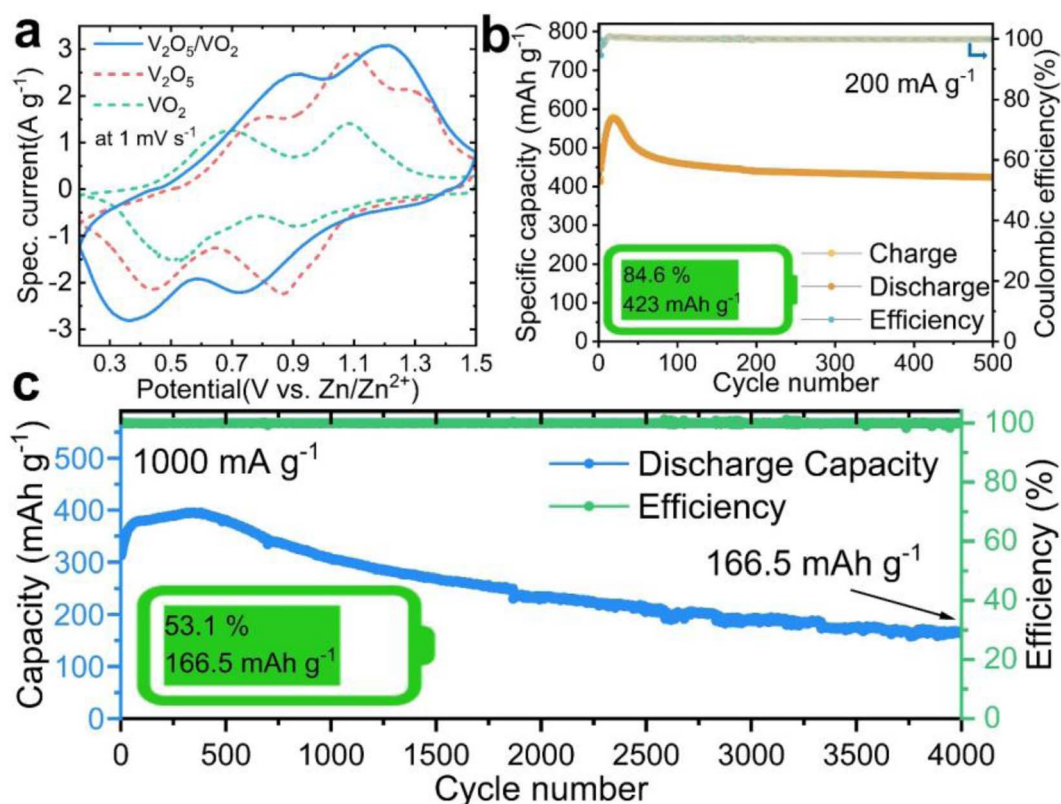 a
V₂O₅/VO₂
V₂O₅
VO₂
at 1 mV s⁻¹
Spec. current(A g⁻¹)
3
2
1
0
-1
-2
-3
0.3 0.5 0.7 0.9 1.1 1.3 1.5
Potential(V vs. Zn/Zn²⁺)
b
200 mA g⁻¹
Specific capacity (mAh g⁻¹)
800
700
600
500
400
300
200
100
0
Charge
Discharge
Efficiency
84.6 %
423 mAh g⁻¹
Coulombic efficiency(%)
100
80
60
40
20
0
0 100 200 300 400 500
Cycle number
c
1000 mA g⁻¹
Discharge Capacity
Efficiency
166.5 mAh g⁻¹
53.1 %
166.5 mAh g⁻¹
Capacity (mAh g⁻¹)
500
400
300
200
100
0
Efficiency (%)
100
80
60
40
20
0
0 500 1000 1500 2000 2500 3000 3500 4000
Cycle number